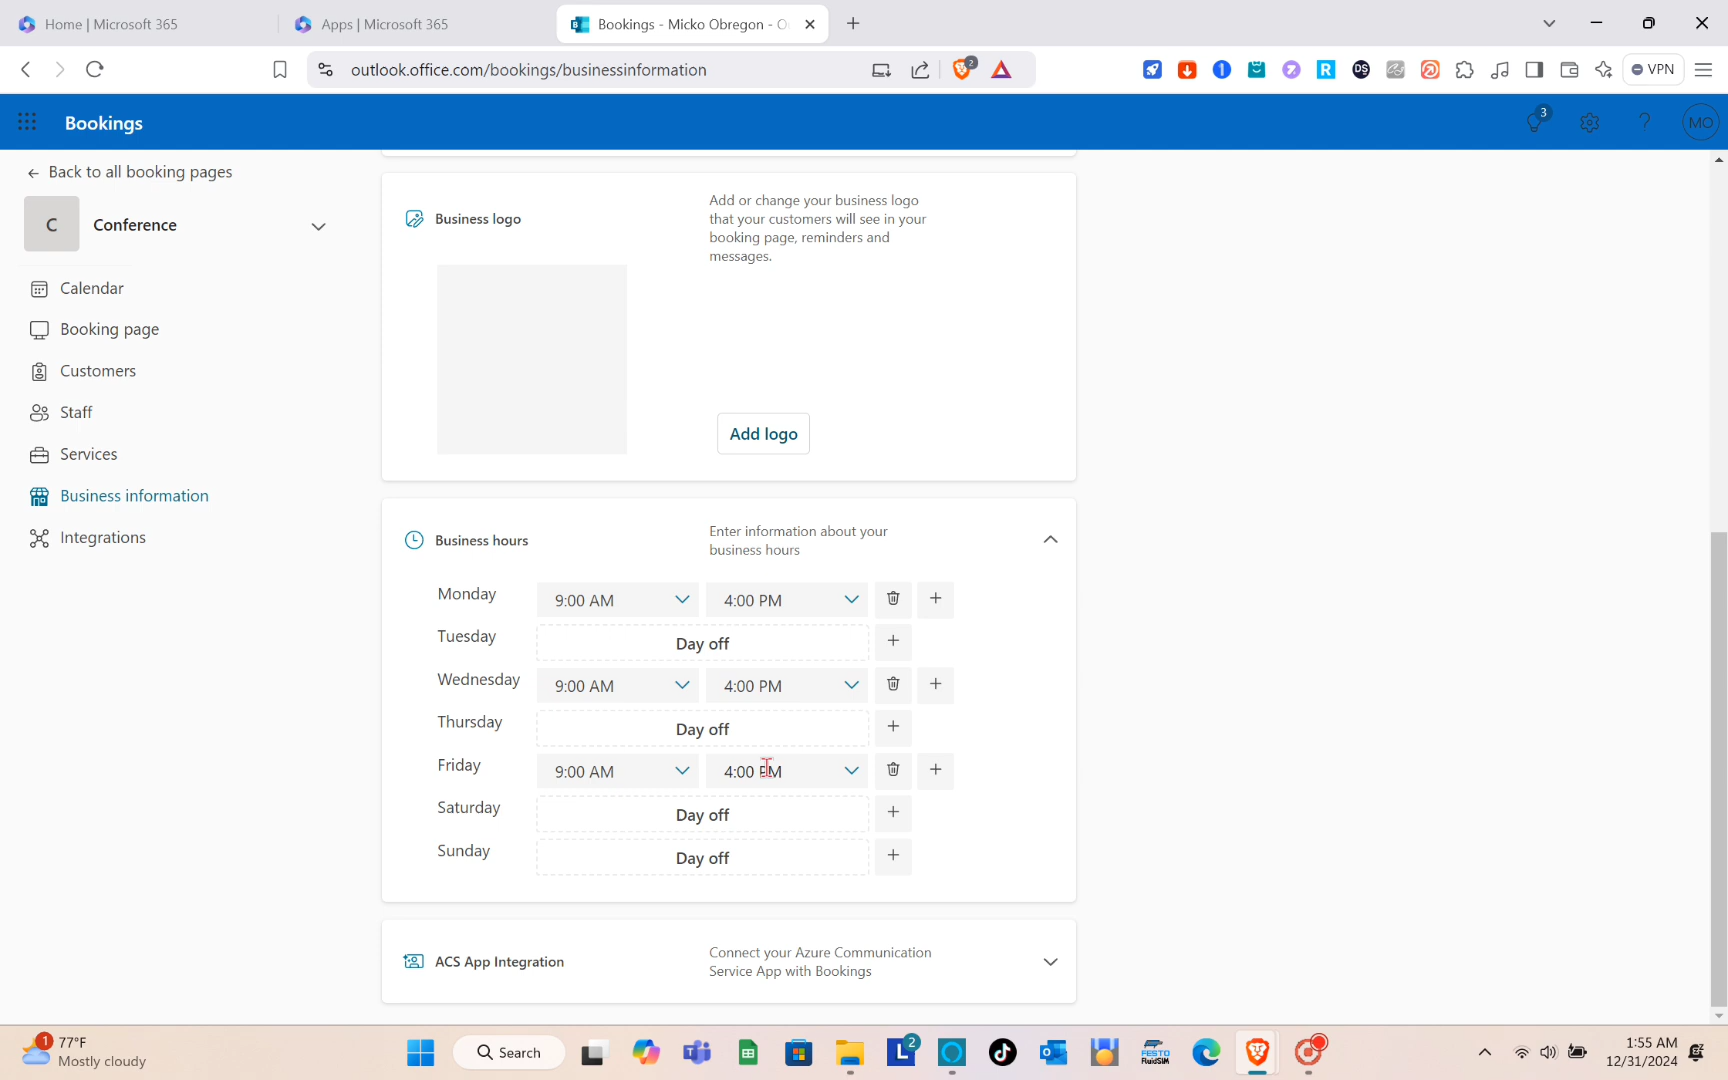 Home | Microsoft 365
Apps | Microsoft 365
Bookings - Micko Obregon - O
outlook.office.com/bookings/businessinformation
2
VPN
Bookings
3
MO
Back to all booking pages
C
Conference
Calendar
Booking page
Customers
Staff
Services
Business information
Integrations
Business logo
Add or change your business logo
that your customers will see in your
booking page, reminders and
messages.
Add logo
Business hours
Enter information about your
business hours
Monday 9:00 AM 4:00 PM
Tuesday Day off
Wednesday 9:00 AM 4:00 PM
Thursday Day off
Friday 9:00 AM 4:00 PM
Saturday Day off
Sunday Day off
ACS App Integration
Connect your Azure Communication
Service App with Bookings
1
77°F
Mostly cloudy
Search
L
2
FESTO
FluidSIM
1:55 AM
12/31/2024